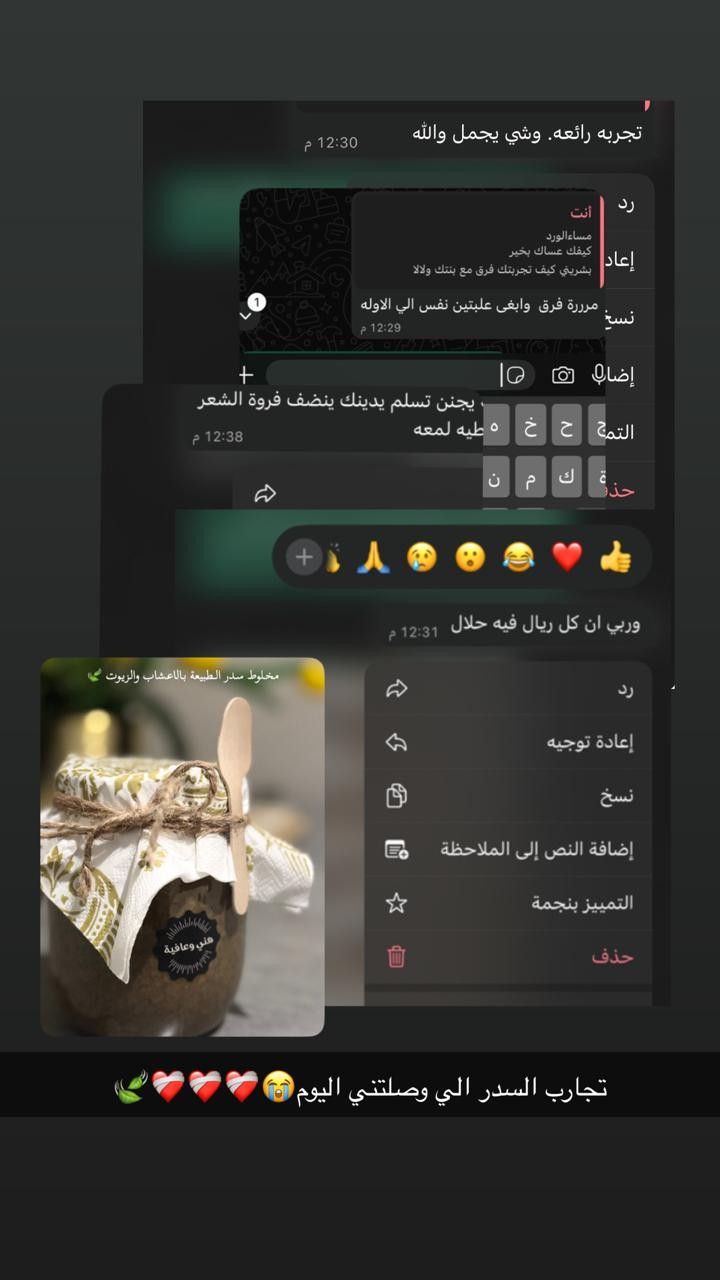 تجربه رائعه. وشي يجمل والله
12:30 م
رد
أنت
مساءالورد
كيفك عساك بخير
بشريني كيف تجربتك فرق مع بنتك ولالا
مررة فرق وابغى علبتين نفس الي الاوله
12:29 م
1
نسخ
يجنن تسلم يدينك ينضف فروة الشعر
طيه لمعه
12:38 م
ج ح خ ه
ة ك م ن
وربي ان كل ريال فيه حلال
12:31 م
رد
إعادة توجيه
نسخ
إضافة النص إلى الملاحظة
التمييز بنجمة
حذف
مخلوط سدر الطبيعة بالاعشاب والزيوت 🌿
هني وعافية
تجارب السدر الي وصلتني اليوم😭❤️‍🩹❤️‍🩹❤️‍🩹🌿